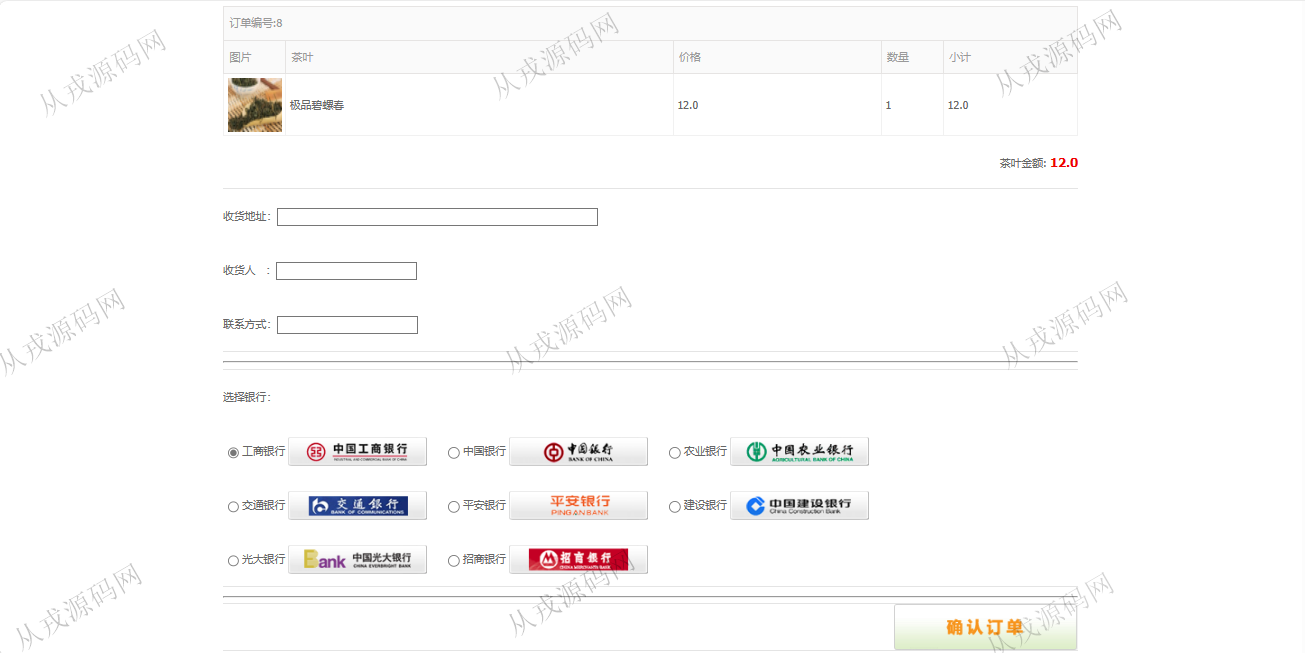 订单编号:8
图片 茶叶 价格 数量 小计
极品碧螺春 12.0 1 12.0
茶叶金额: 12.0
收货地址:
收货人 :
联系方式:
选择银行:
工商银行 中国工商银行 INDUSTRIAL AND COMMERCIAL BANK OF CHINA
中国银行 中国银行 BANK OF CHINA
农业银行 中国农业银行 AGRICULTURAL BANK OF CHINA
交通银行 交通银行 BANK OF COMMUNICATIONS
平安银行 平安银行 PINGAN BANK
建设银行 中国建设银行 China Construction Bank
光大银行 Bank 中国光大银行 CHINA EVERBRIGHT BANK
招商银行 招商银行 CHINA MERCHANTS BANK
确认订单
从戎源码网
从戎源码网
从戎源码网
从戎源码网
从戎源码网
从戎源码网
从戎源码网
从戎源码网
从戎源码网